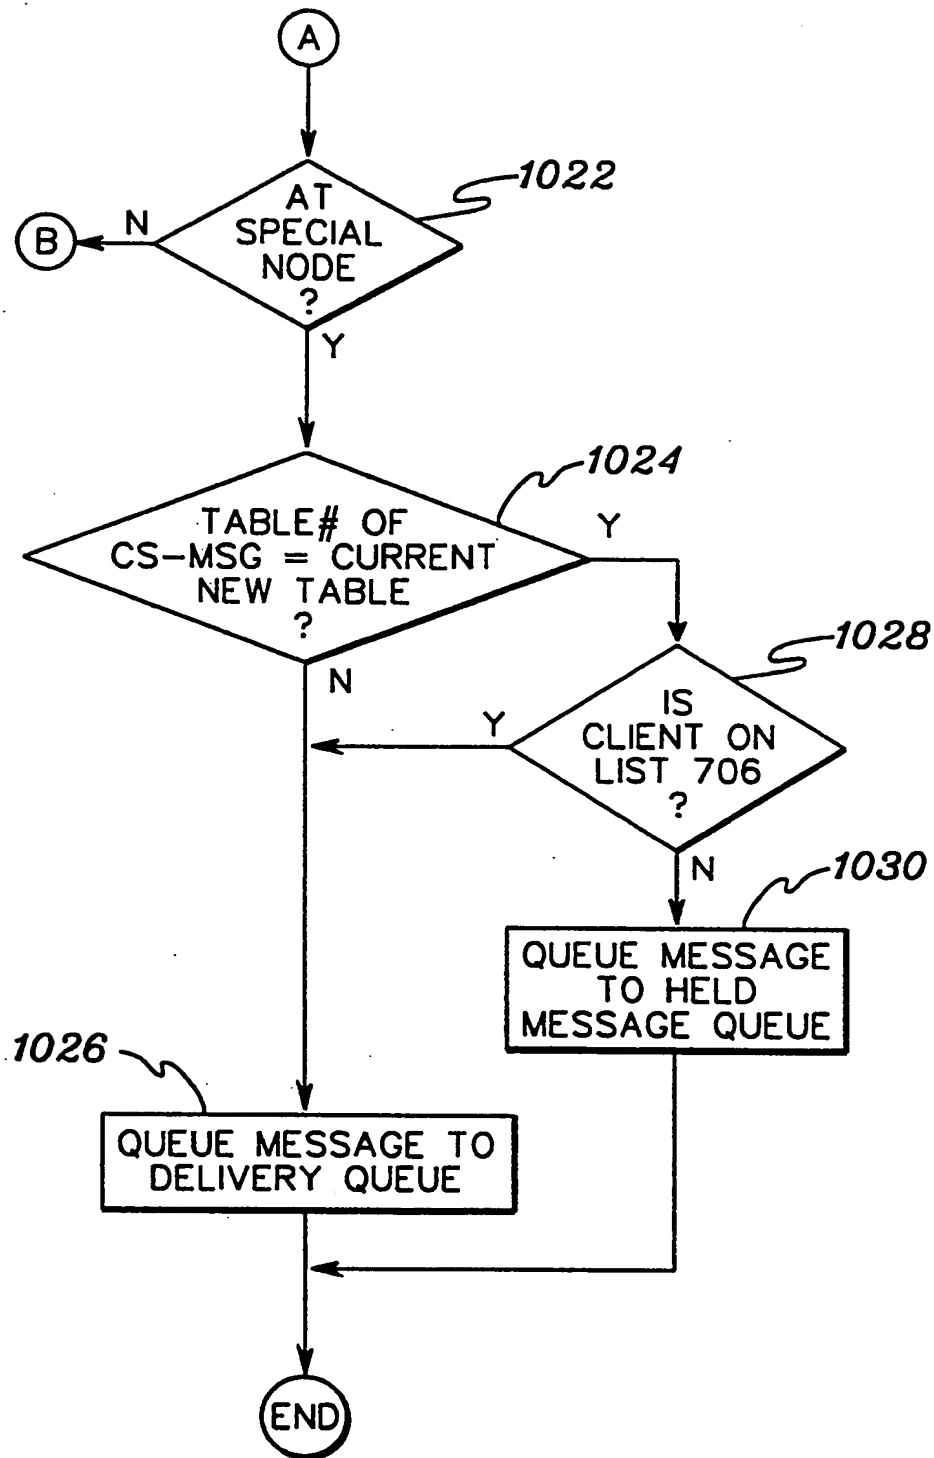 A
1022
AT
SPECIAL
NODE
?
N
B
Y
1024
TABLE# OF
CS-MSG = CURRENT
NEW TABLE
?
Y
N
1028
IS
CLIENT ON
LIST 706
?
Y
N
1030
QUEUE MESSAGE
TO HELD
MESSAGE QUEUE
1026
QUEUE MESSAGE TO
DELIVERY QUEUE
END